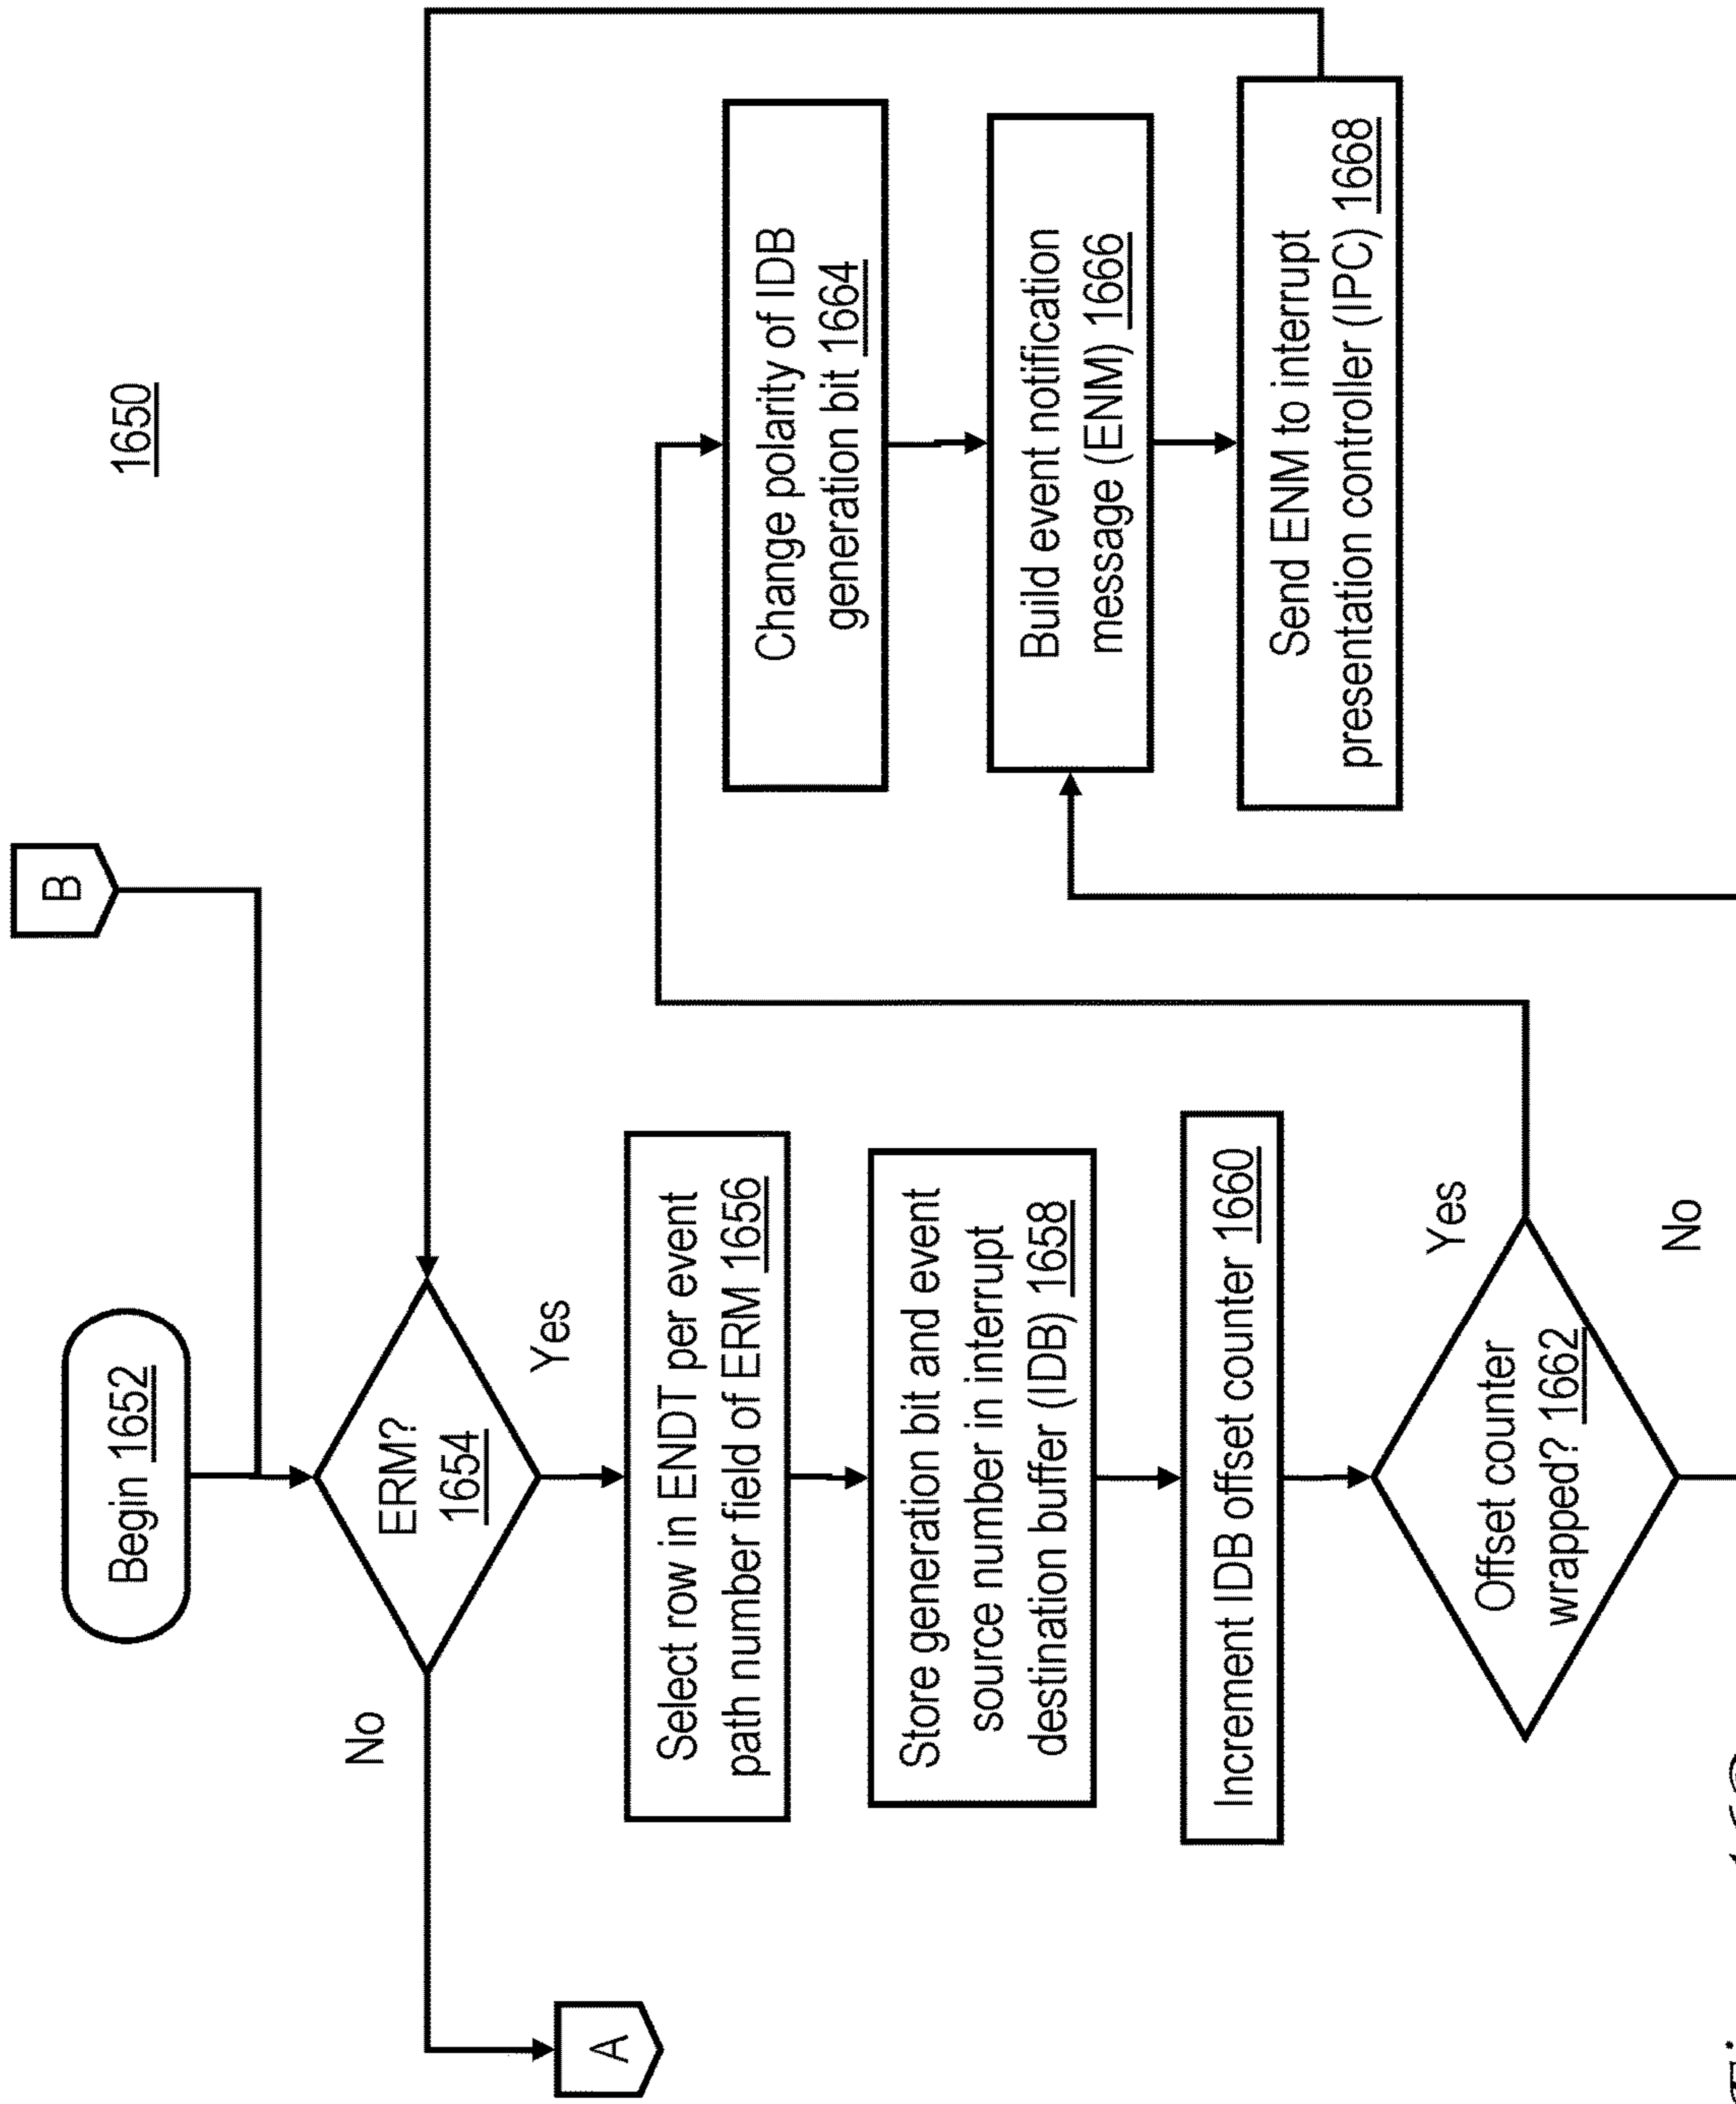 1650
B
Begin 1652
ERM?
1654
No
Yes
A
Select row in ENDT per event
path number field of ERM 1656
Store generation bit and event
source number in interrupt
destination buffer (IDB) 1658
Increment IDB offset counter 1660
Offset counter
wrapped? 1662
Yes
No
Change polarity of IDB
generation bit 1664
Build event notification
message (ENM) 1666
Send ENM to interrupt
presentation controller (IPC) 1668